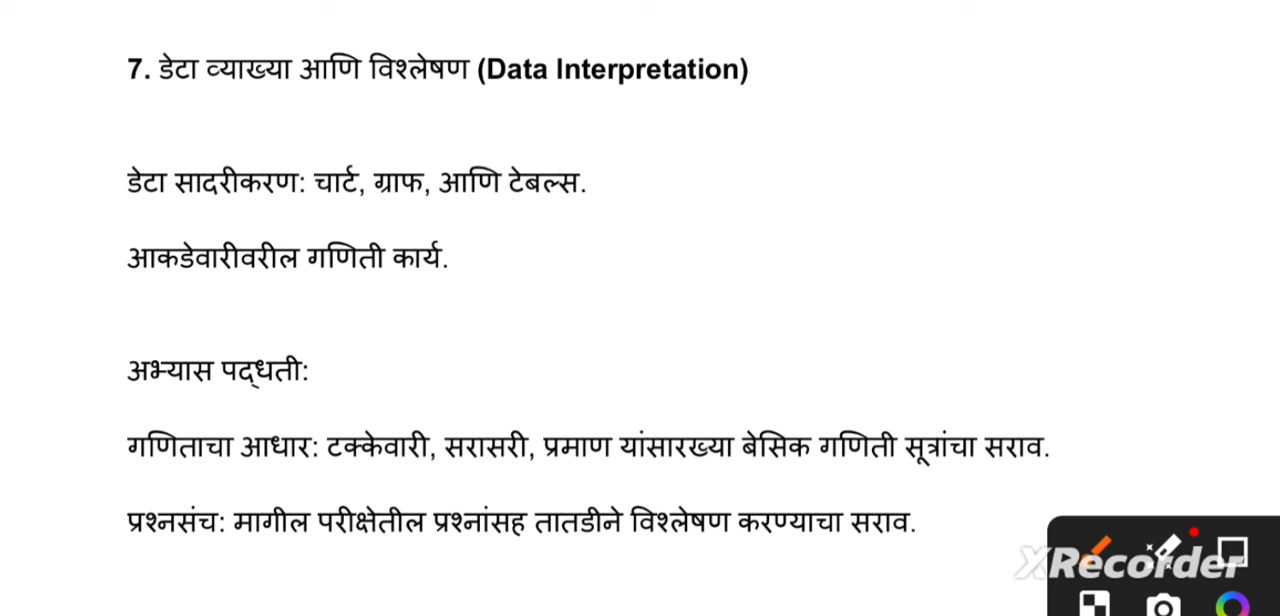 7. डेटा व्याख्या आणि विश्लेषण (Data Interpretation)
डेटा सादरीकरण: चार्ट, ग्राफ, आणि टेबल्स.
आकडेवारीवरील गणिती कार्य.
अभ्यास पद्धती:
गणिताचा आधार: टक्केवारी, सरासरी, प्रमाण यांसारख्या बेसिक गणिती सूत्रांचा सराव.
प्रश्नसंच: मागील परीक्षेतील प्रश्नांसह तातडीने विश्लेषण करण्याचा सराव.
XRecorder